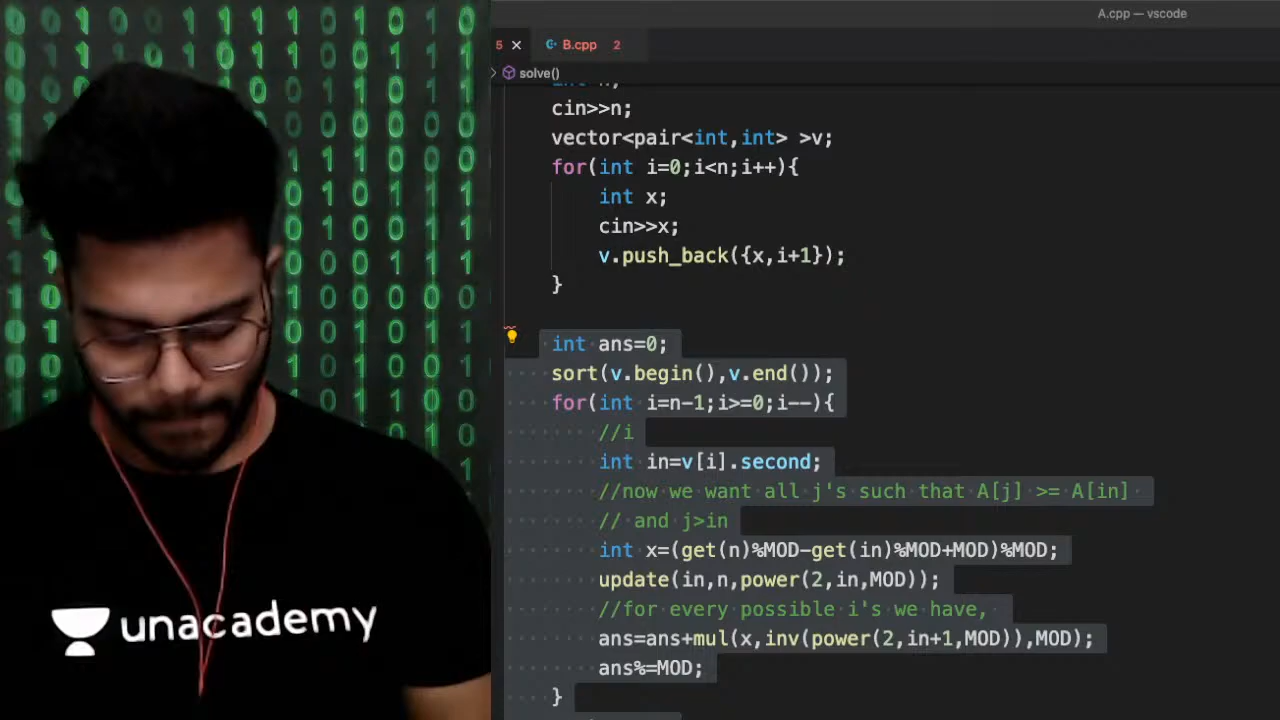 A.cpp — vscode
5 B.cpp 2
solve()
int n;
cin>>n;
vector<pair<int,int> >v;
for(int i=0;i<n;i++){
int x;
cin>>x;
v.push_back({x,i+1});
}
int ans=0;
sort(v.begin(),v.end());
for(int i=n-1;i>=0;i--){
//i
int in=v[i].second;
//now we want all j's such that A[j] >= A[in]
// and j>in
int x=(get(n)%MOD-get(in)%MOD+MOD)%MOD;
update(in,n,power(2,in,MOD));
//for every possible i's we have,
ans=ans+mul(x,inv(power(2,in+1,MOD)),MOD);
ans%=MOD;
}
unacademy